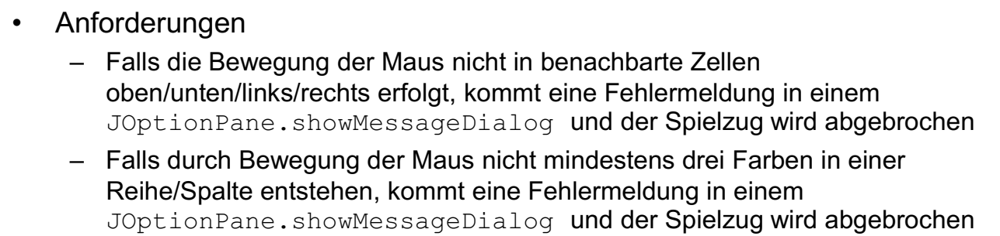 • Anforderungen
– Falls die Bewegung der Maus nicht in benachbarte Zellen
oben/unten/links/rechts erfolgt, kommt eine Fehlermeldung in einem
JOptionPane.showMessageDialog und der Spielzug wird abgebrochen
– Falls durch Bewegung der Maus nicht mindestens drei Farben in einer
Reihe/Spalte entstehen, kommt eine Fehlermeldung in einem
JOptionPane.showMessageDialog und der Spielzug wird abgebrochen